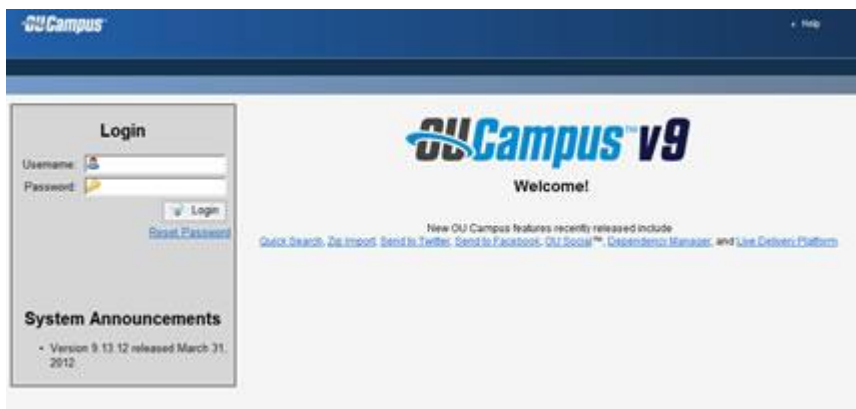 OU Campus
Help
Login
Username:
Password:
Login
Reset Password
System Announcements
• Version 9.13.12 released March 31,
2012
OU Campus™ v9
Welcome!
New OU Campus features recently released include
Quick Search, Zip Import, Send to Twitter, Send to Facebook, OU Social™, Dependency Manager, and Live Delivery Platform